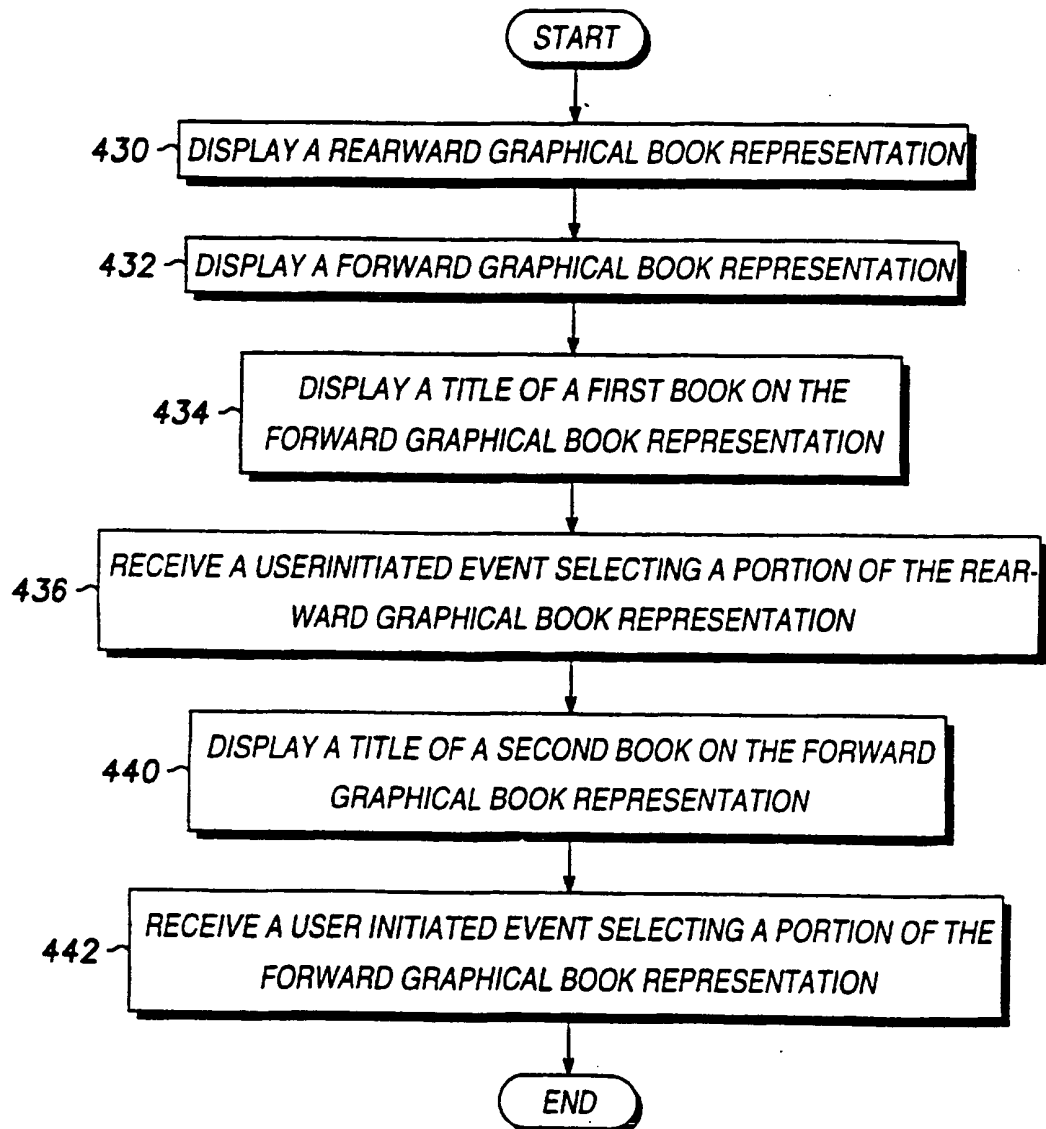 START
430 DISPLAY A REARWARD GRAPHICAL BOOK REPRESENTATION
432 DISPLAY A FORWARD GRAPHICAL BOOK REPRESENTATION
DISPLAY A TITLE OF A FIRST BOOK ON THE
434
FORWARD GRAPHICAL BOOK REPRESENTATION
RECEIVE A USERINITIATED EVENT SELECTING A PORTION OF THE REAR-
436
WARD GRAPHICAL BOOK REPRESENTATION
DISPLAY A TITLE OF A SECOND BOOK ON THE FORWARD
440
GRAPHICAL BOOK REPRESENTATION
RECEIVE A USER INITIATED EVENT SELECTING A PORTION OF THE
442
FORWARD GRAPHICAL BOOK REPRESENTATION
END